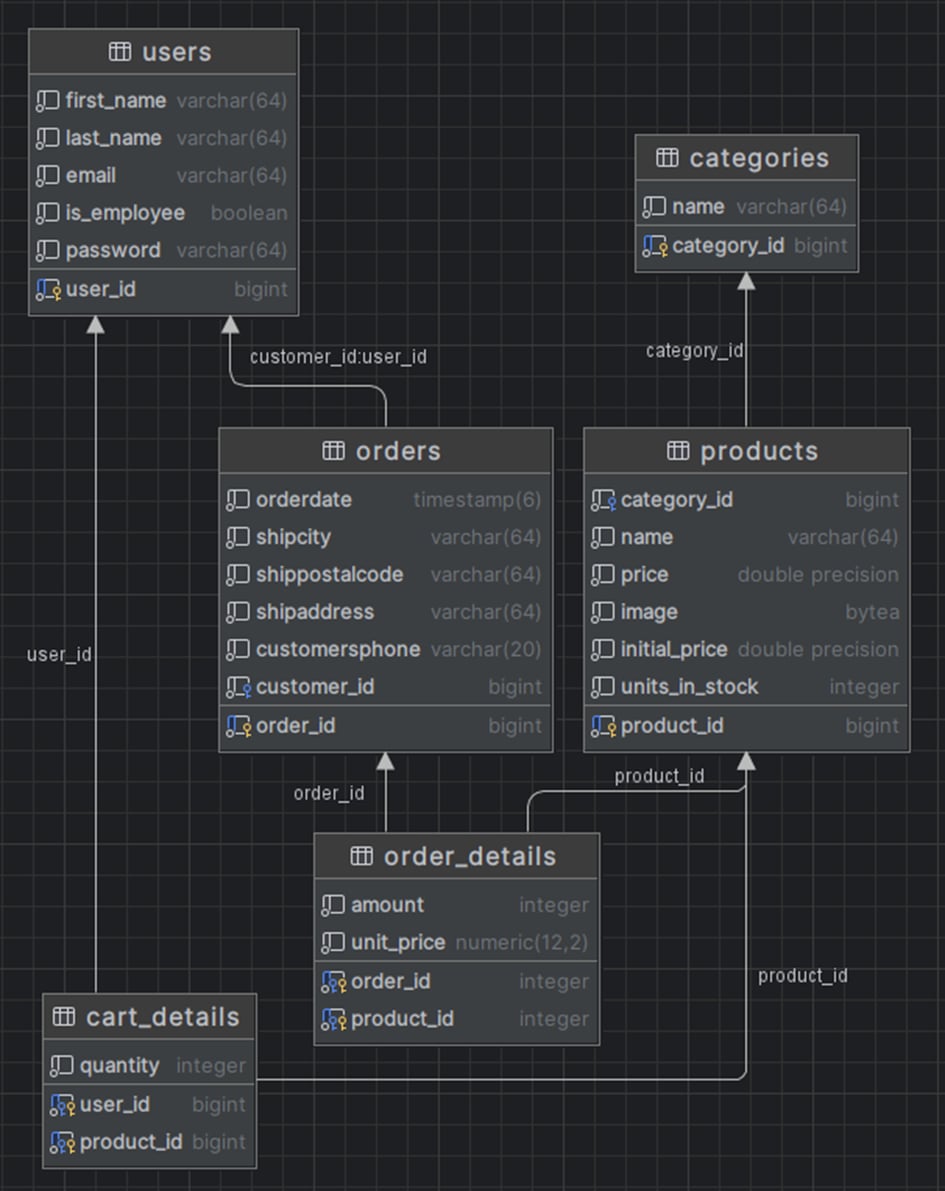 users
first_name varchar(64)
last_name varchar(64)
email varchar(64)
is_employee boolean
password varchar(64)
user_id bigint
categories
name varchar(64)
category_id bigint
customer_id:user_id
category_id
orders
orderdate timestamp(6)
shipcity varchar(64)
shippostalcode varchar(64)
shipaddress varchar(64)
customersphone varchar(20)
customer_id bigint
order_id bigint
products
category_id bigint
name varchar(64)
price double precision
image bytea
initial_price double precision
units_in_stock integer
product_id bigint
user_id
order_id
product_id
order_details
amount integer
unit_price numeric(12,2)
order_id integer
product_id integer
product_id
cart_details
quantity integer
user_id bigint
product_id bigint